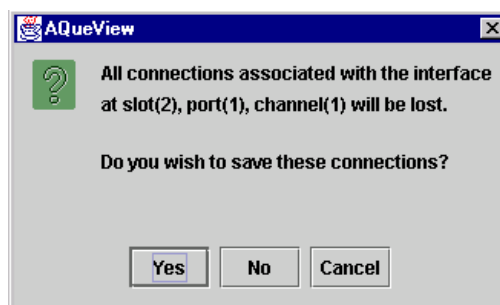 AQueView
All connections associated with the interface
at slot(2), port(1), channel(1) will be lost.
Do you wish to save these connections?
Yes
No
Cancel